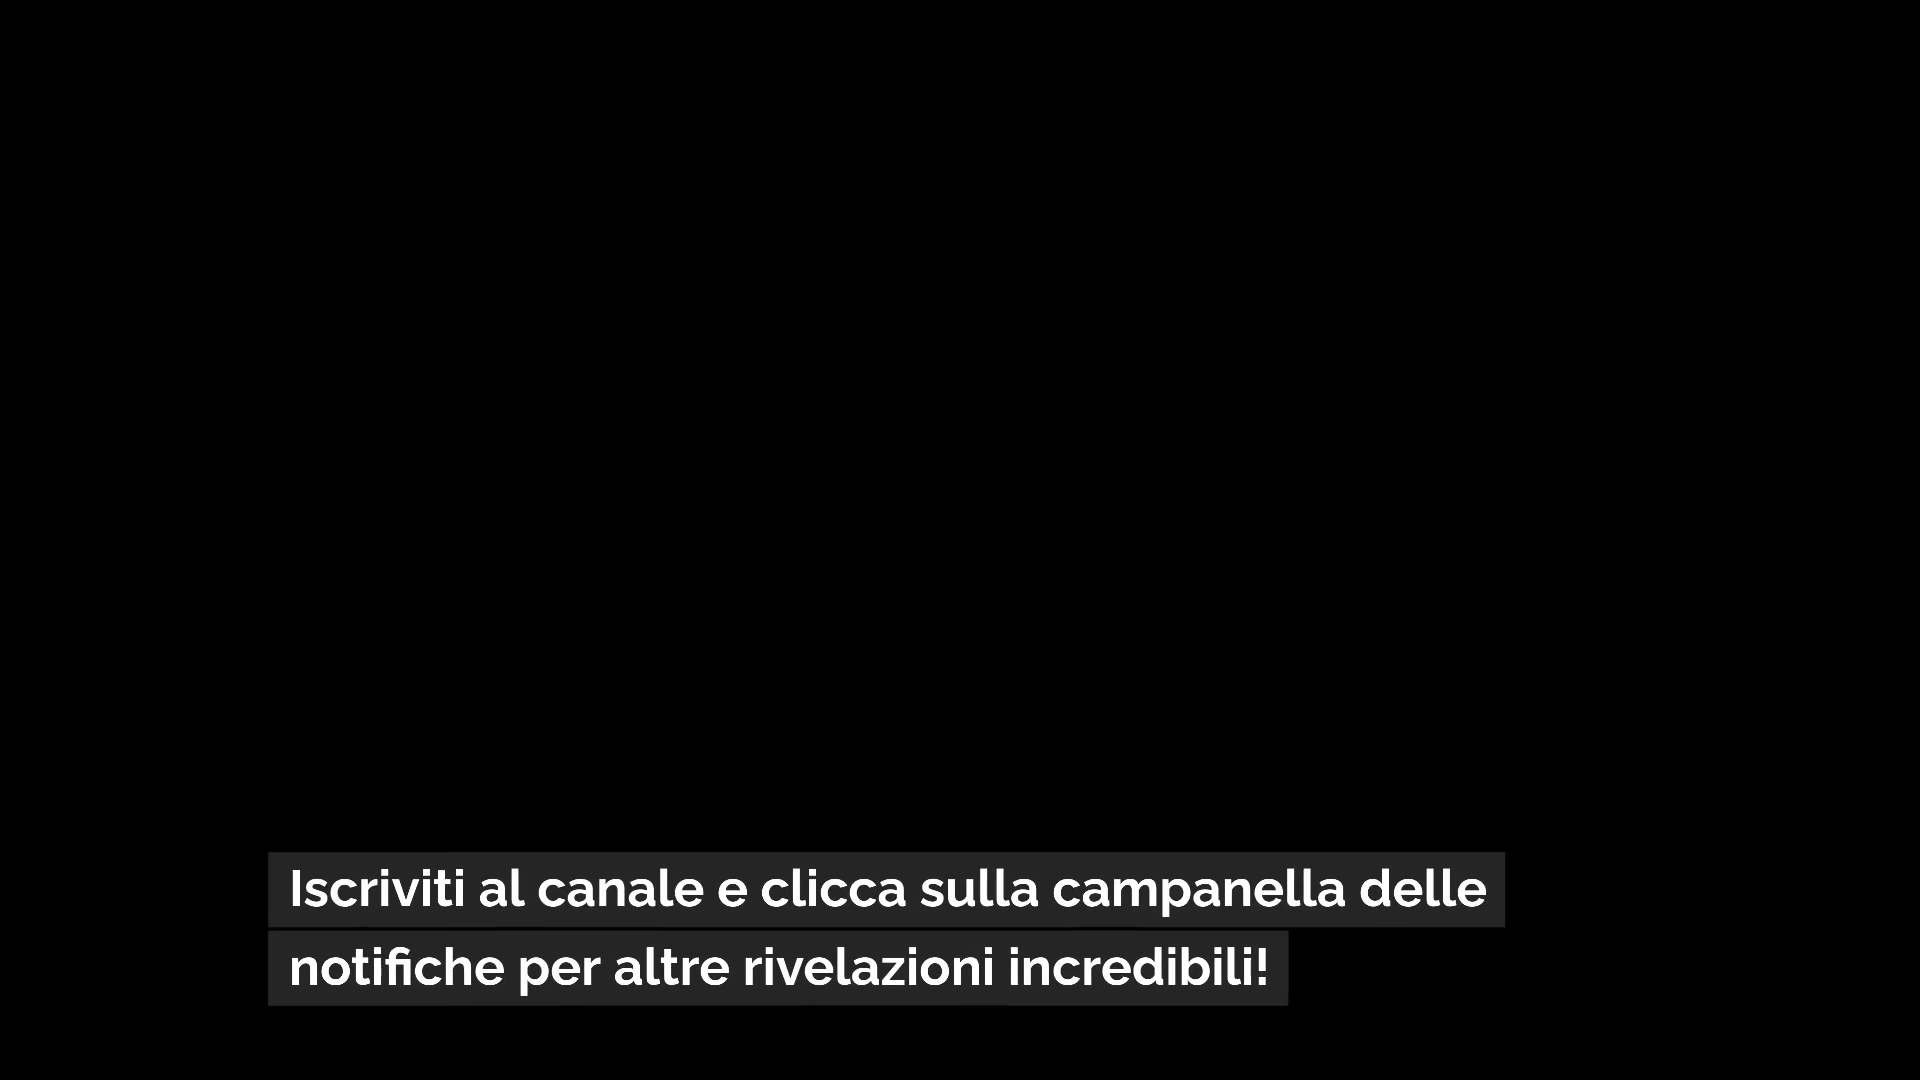 Iscriviti al canale e clicca sulla campanella delle
notifiche per altre rivelazioni incredibili!